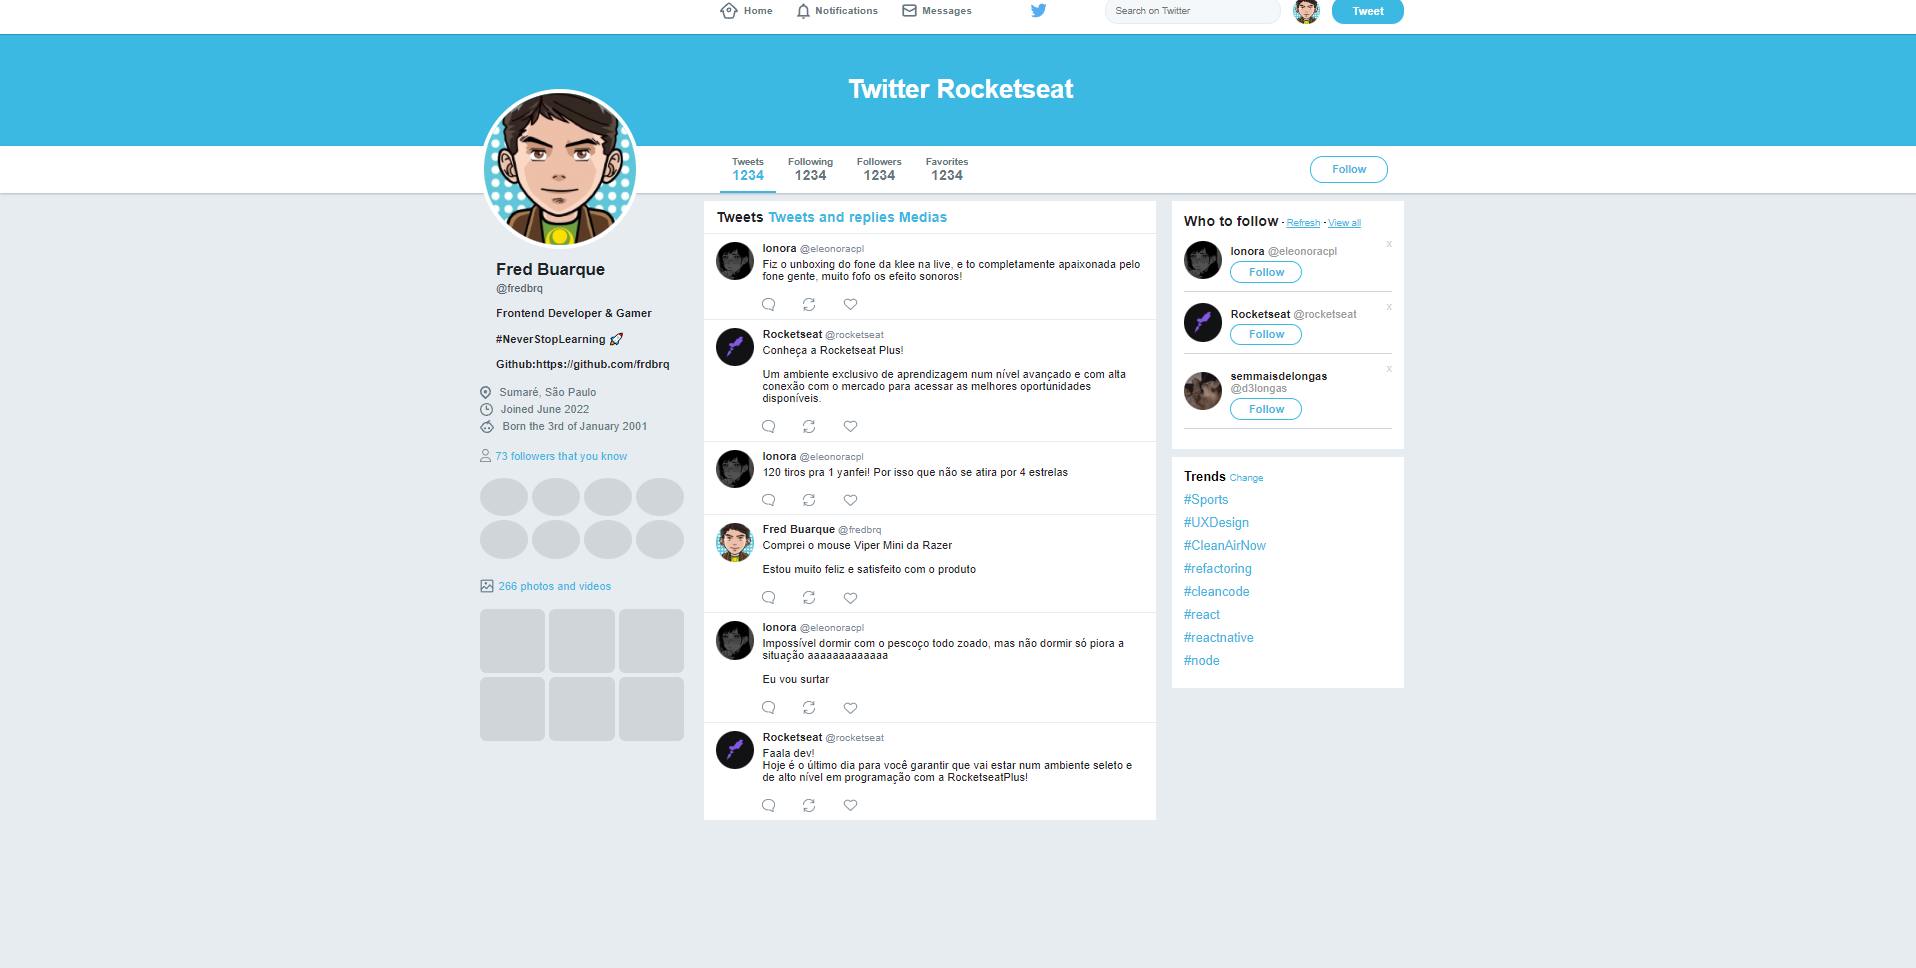 Home Notifications Messages Search on Twitter Tweet
Twitter Rocketseat
Tweets Following Followers Favorites
1234 1234 1234 1234
Follow
Fred Buarque
@fredbrq
Frontend Developer & Gamer
#NeverStopLearning 🚀
Github:https://github.com/frdbrq
Sumaré, São Paulo
Joined June 2022
Born the 3rd of January 2001
73 followers that you know
266 photos and videos
Tweets Tweets and replies Medias
lonora @eleonoracpl
Fiz o unboxing do fone da klee na live, e to completamente apaixonada pelo
fone gente, muito fofo os efeito sonoros!
Rocketseat @rocketseat
Conheça a Rocketseat Plus!
Um ambiente exclusivo de aprendizagem num nível avançado e com alta
conexão com o mercado para acessar as melhores oportunidades
disponíveis.
lonora @eleonoracpl
120 tiros pra 1 yanfei! Por isso que não se atira por 4 estrelas
Fred Buarque @fredbrq
Comprei o mouse Viper Mini da Razer
Estou muito feliz e satisfeito com o produto
lonora @eleonoracpl
Impossível dormir com o pescoço todo zoado, mas não dormir só piora a
situação aaaaaaaaaaaaa
Eu vou surtar
Rocketseat @rocketseat
Faala dev!
Hoje é o último dia para você garantir que vai estar num ambiente seleto e
de alto nível em programação com a RocketseatPlus!
Who to follow · Refresh · View all
lonora @eleonoracpl x
Follow
Rocketseat @rocketseat x
Follow
semmaisdelongas x
@d3longas
Follow
Trends Change
#Sports
#UXDesign
#CleanAirNow
#refactoring
#cleancode
#react
#reactnative
#node